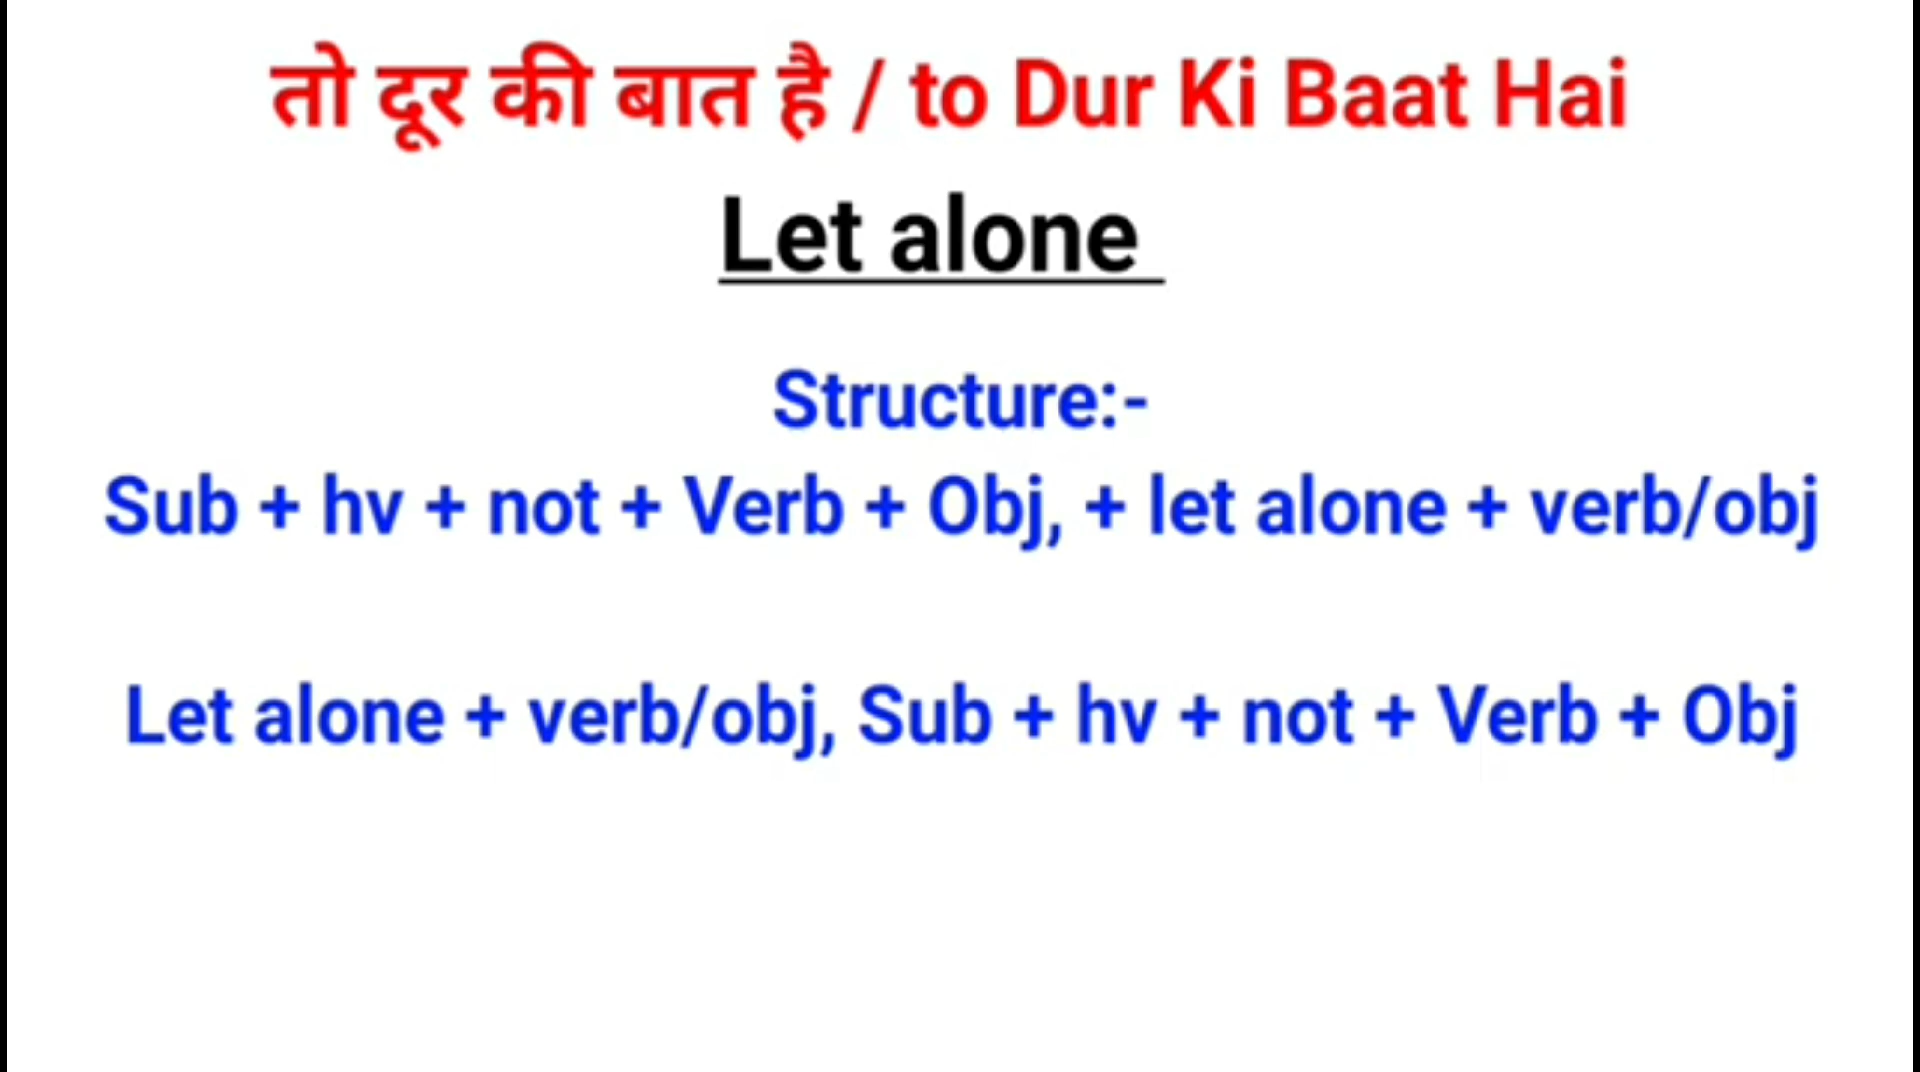 तो दूर की बात है / to Dur Ki Baat Hai
Let alone
Structure:-
Sub + hv + not + Verb + Obj, + let alone + verb/obj
Let alone + verb/obj, Sub + hv + not + Verb + Obj